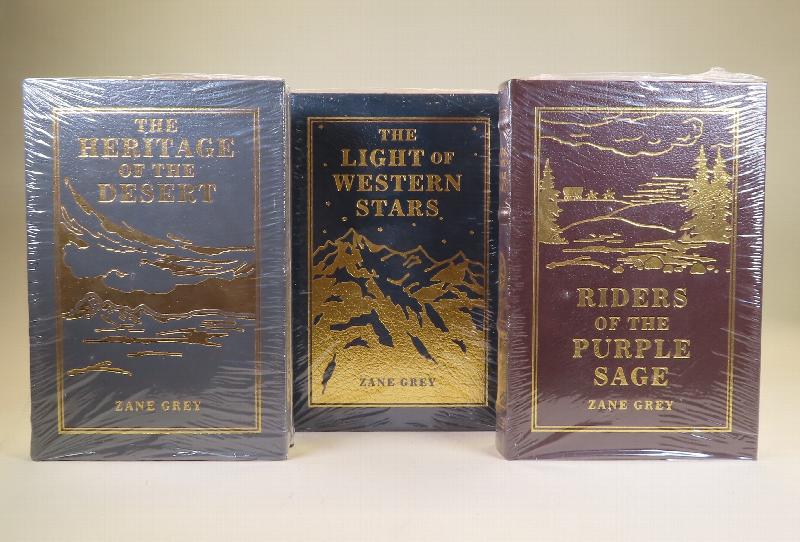 THE
HERITAGE
OF THE
DESERT
ZANE GREY
THE
LIGHT OF
WESTERN
STARS
ZANE GREY
RIDERS
OF THE
PURPLE
SAGE
ZANE GREY